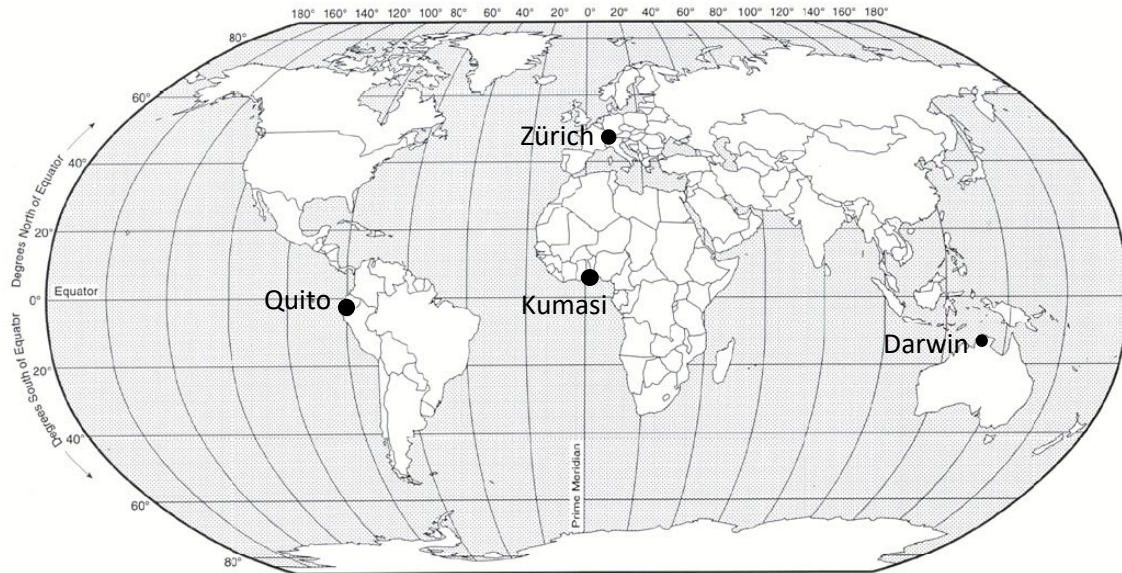 180° 160° 140° 120° 100° 80° 60° 40° 20° 0° 20° 40° 60° 80° 100° 120° 140° 160° 180°
80°
60°
Zürich
40°
Degrees North of Equator
20°
Equator
0°
Quito
Kumasi
Darwin
Degrees South of Equator
20°
40°
Prime Meridian
60°
80°